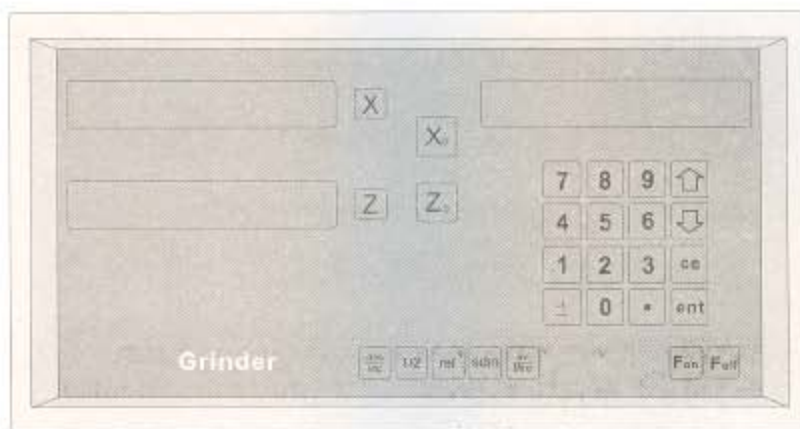 X
X₀
Z
Z₀
7 8 9
4 5 6
1 2 3 ce
± 0 . ent
Grinder
1/2 ref sdm
Fon Foff